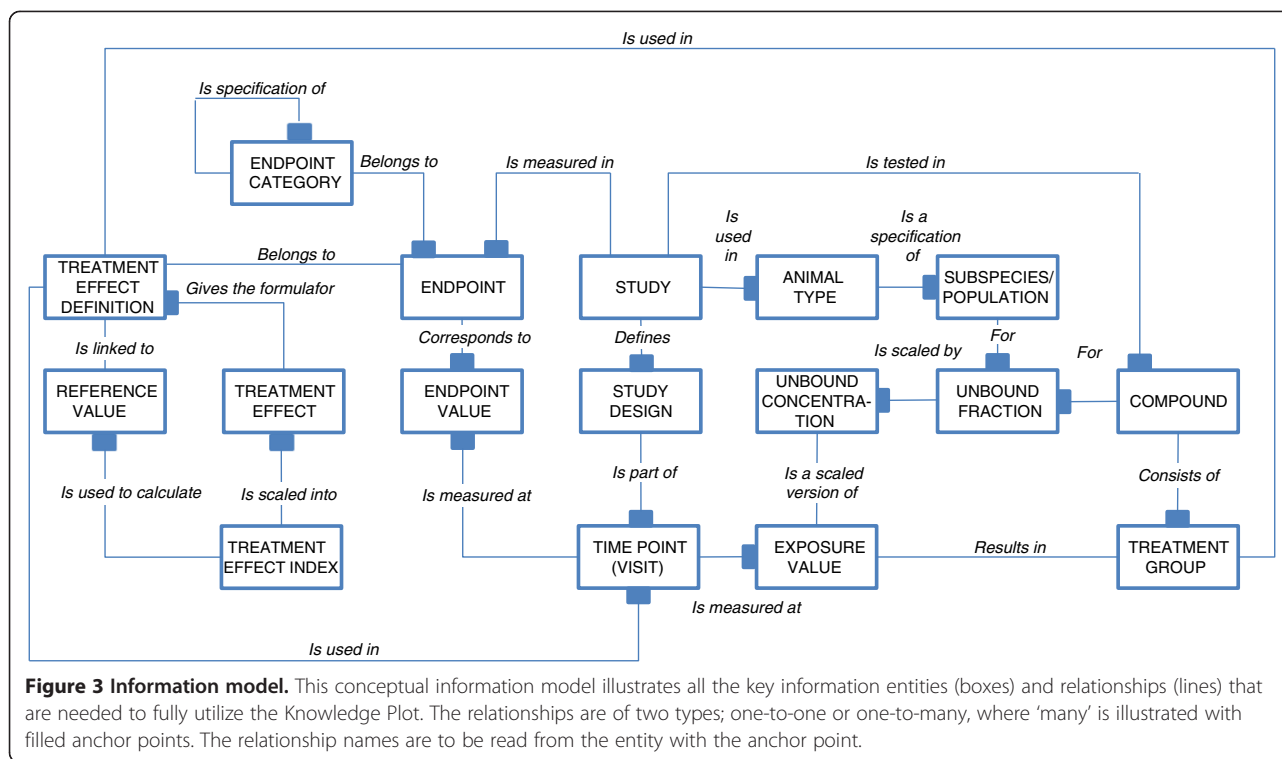 Is used in
Is specification of
ENDPOINT
CATEGORY
Belongs to
Is measured in
Is tested in
Is
used
in
Is a
specification
of
TREATMENT
EFFECT
DEFINITION
Belongs to
Gives the formulafor
ENDPOINT
STUDY
ANIMAL
TYPE
SUBSPECIES/
POPULATION
Is linked to
Corresponds to
Defines
Is scaled by
For
For
REFERENCE
VALUE
TREATMENT
EFFECT
ENDPOINT
VALUE
STUDY
DESIGN
UNBOUND
CONCENTRA-
TION
UNBOUND
FRACTION
COMPOUND
Is used to calculate
Is scaled into
Is measured at
Is part of
Is a scaled
version of
Consists of
TREATMENT
EFFECT INDEX
TIME POINT
(VISIT)
EXPOSURE
VALUE
Results in
TREATMENT
GROUP
Is measured at
Is used in
Figure 3 Information model. This conceptual information model illustrates all the key information entities (boxes) and relationships (lines) that
are needed to fully utilize the Knowledge Plot. The relationships are of two types; one-to-one or one-to-many, where ‘many’ is illustrated with
filled anchor points. The relationship names are to be read from the entity with the anchor point.